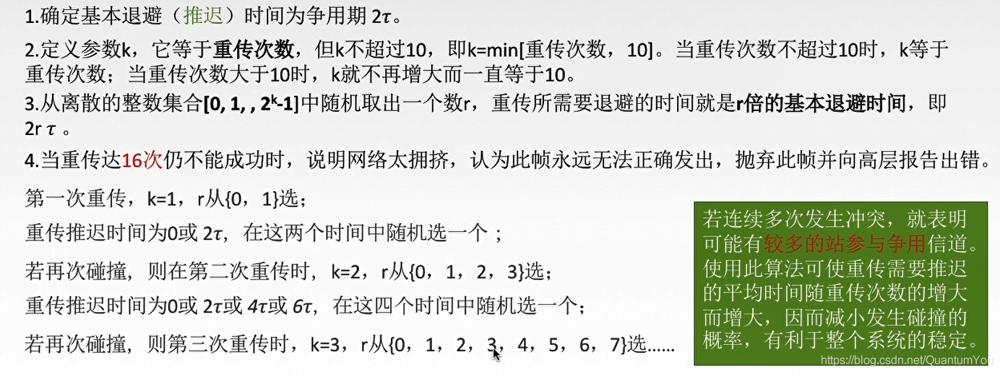 1.确定基本退避（推迟）时间为争用期 2τ。
2.定义参数k，它等于重传次数，但k不超过10，即k=min[重传次数，10]。当重传次数不超过10时，k等于
重传次数；当重传次数大于10时，k就不再增大而一直等于10。
3.从离散的整数集合[0, 1, , 2ᵏ-1]中随机取出一个数r，重传所需要退避的时间就是r倍的基本退避时间，即
2r τ 。
4.当重传达16次仍不能成功时，说明网络太拥挤，认为此帧永远无法正确发出，抛弃此帧并向高层报告出错。
第一次重传，k=1，r从{0，1}选；
重传推迟时间为0或 2τ，在这两个时间中随机选一个；
若再次碰撞，则在第二次重传时，k=2，r从{0，1，2，3}选；
重传推迟时间为0或 2τ或 4τ或 6τ，在这四个时间中随机选一个；
若再次碰撞，则第三次重传时，k=3，r从{0，1，2，3，4，5，6，7}选......
若连续多次发生冲突，就表明
可能有较多的站参与争用信道。
使用此算法可使重传需要推迟
的平均时间随重传次数的增大
而增大，因而减小发生碰撞的
概率，有利于整个系统的稳定。
https://blog.csdn.net/QuantumYou